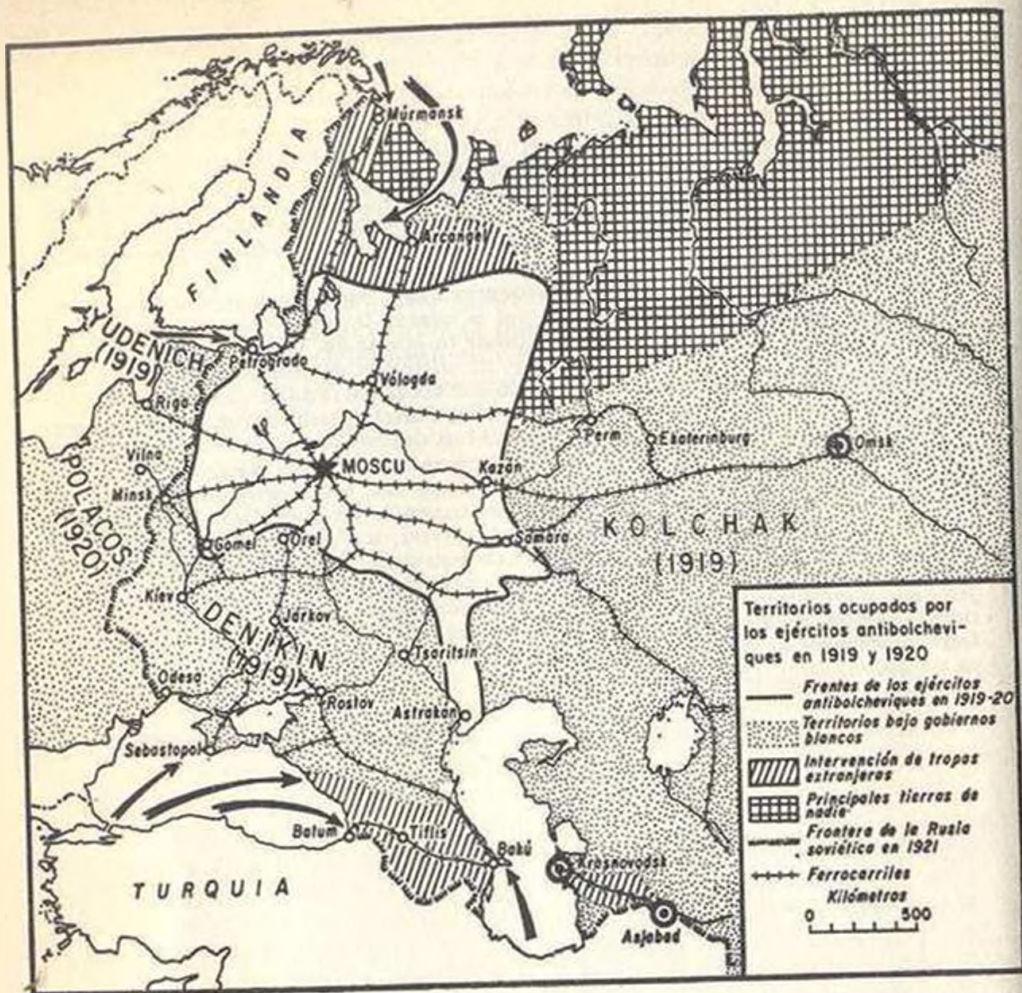 Múrmansk
FINLANDIA
Arcangel
YUDENICH
(1919)
Petrogrado
Vólogda
Riga
Perm
Ekaterinburg
Omsk
Vilna
MOSCU
Kazán
Minsk
POLACOS
(1920)
KOLCHAK
(1919)
Gomel
Orel
Samara
Kiev
Járkov
DENIKIN
(1919)
Tsaritsin
Odesa
Rostov
Astrakan
Sebastopol
Batum
Tiflis
Bakú
Krasnovodsk
TURQUIA
Asjabad
Territorios ocupados por
los ejércitos antibolchevi-
ques en 1919 y 1920
Frentes de los ejércitos
antibolcheviques en 1919-20
Territorios bajo gobiernos
blancos
Intervención de tropas
extranjeras
Principales tierras de
nadie
Frontera de la Rusia
soviética en 1921
Ferrocarriles
Kilómetros
0 500